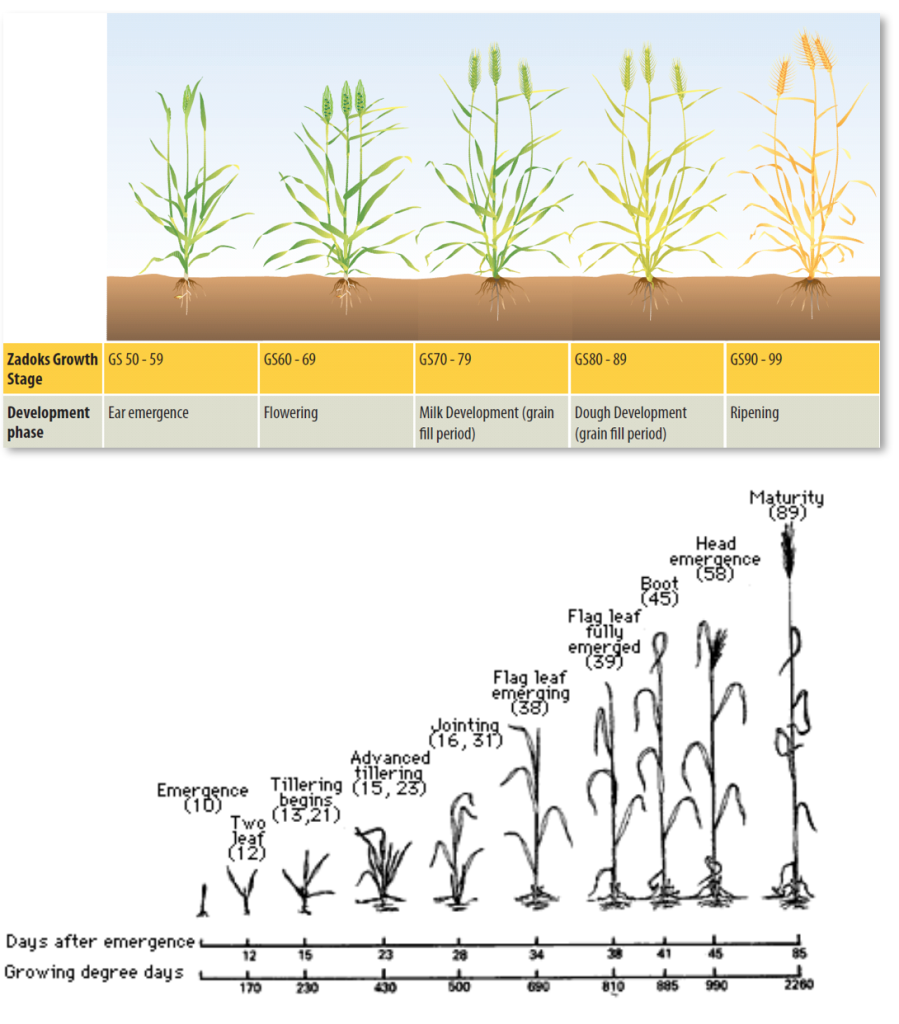 Zadoks Growth Stage
GS 50 - 59
GS60 - 69
GS70 - 79
GS80 - 89
GS90 - 99
Development phase
Ear emergence
Flowering
Milk Development (grain
fill period)
Dough Development
(grain fill period)
Ripening
Maturity
(89)
Head
emergence
(58)
Boot
(45)
Flag leaf
fully
emerged
(39)
Flag leaf
emerging
(38)
Jointing
(16, 31)
Advanced
tillering
(15, 23)
Tillering
begins
(13,21)
Emergence
(10)
Two
leaf
(12)
Days after emergence
12 15 23 28 34 38 41 45 85
Growing degree days
170 230 430 500 690 810 885 990 2260